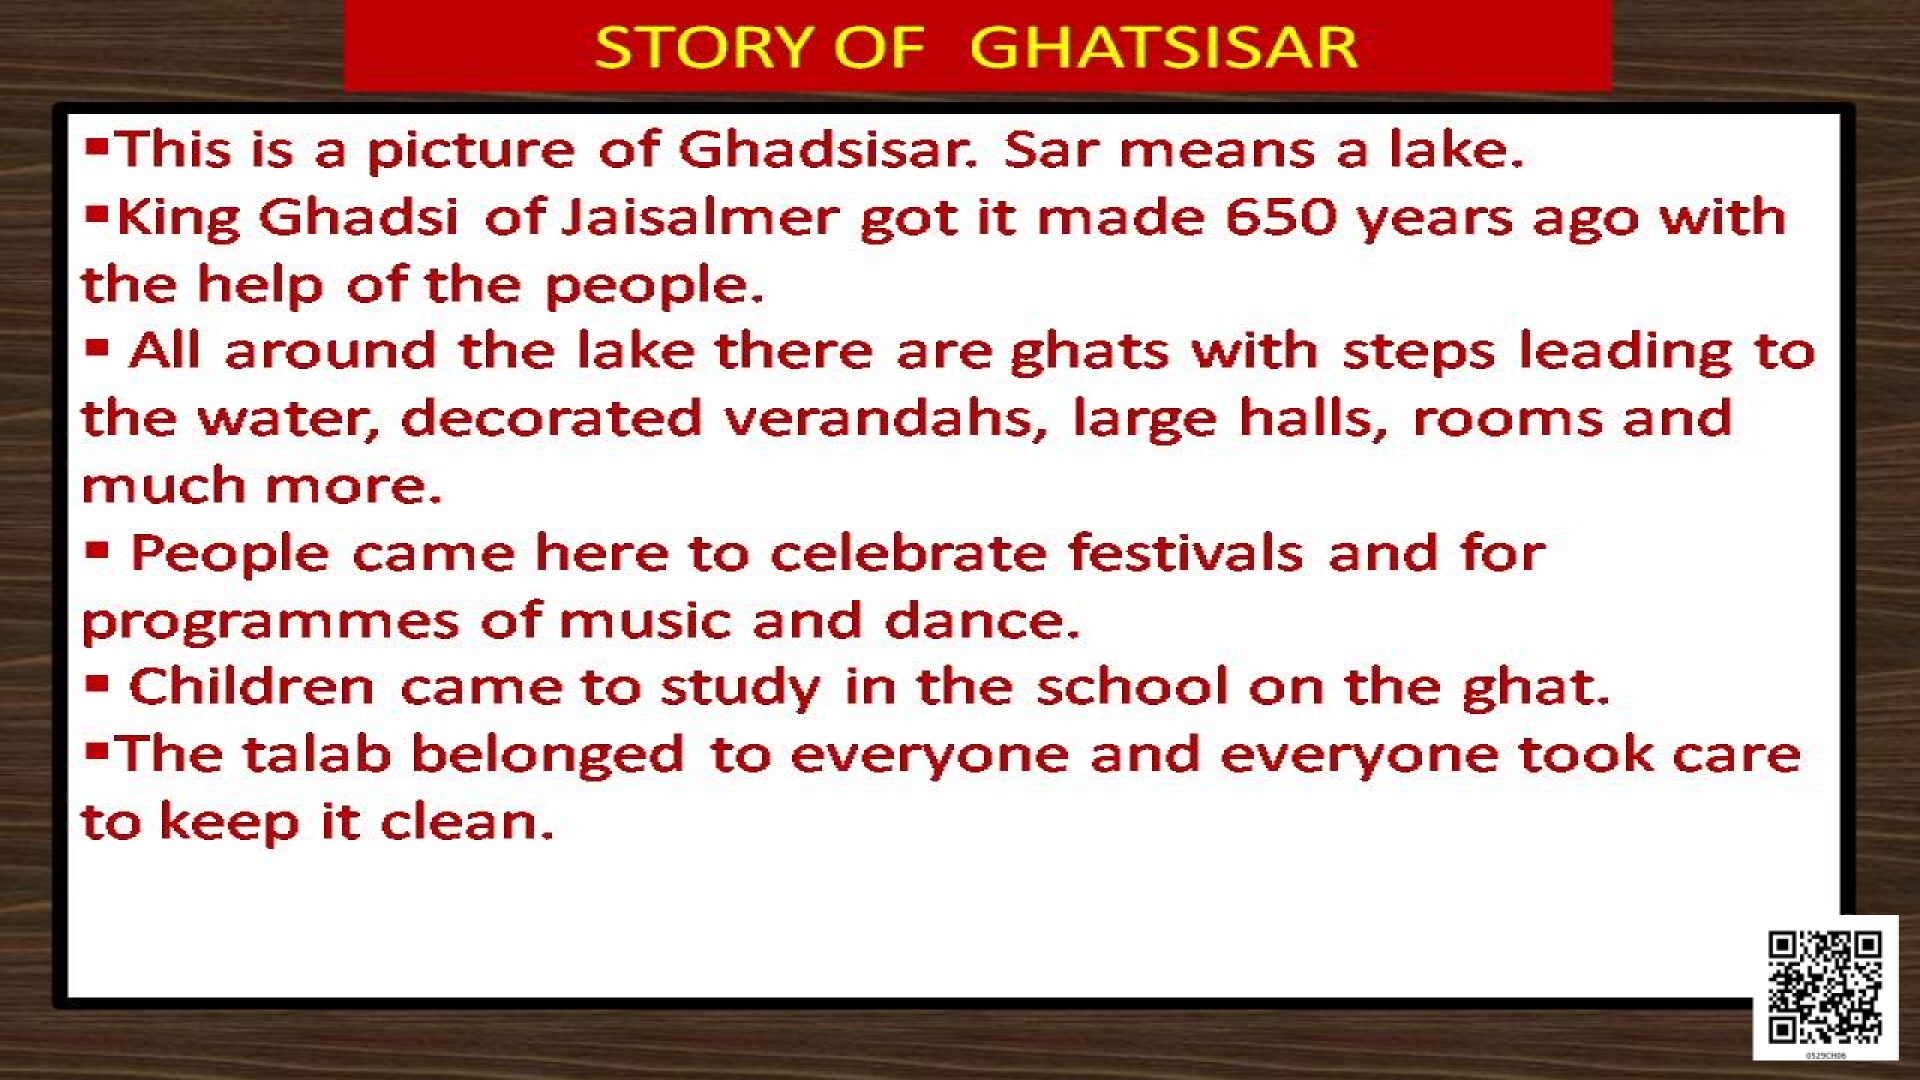 STORY OF GHATSISAR
▪This is a picture of Ghadsisar. Sar means a lake.
▪King Ghadsi of Jaisalmer got it made 650 years ago with
the help of the people.
▪ All around the lake there are ghats with steps leading to
the water, decorated verandahs, large halls, rooms and
much more.
▪ People came here to celebrate festivals and for
programmes of music and dance.
▪ Children came to study in the school on the ghat.
▪The talab belonged to everyone and everyone took care
to keep it clean.
0529CH06